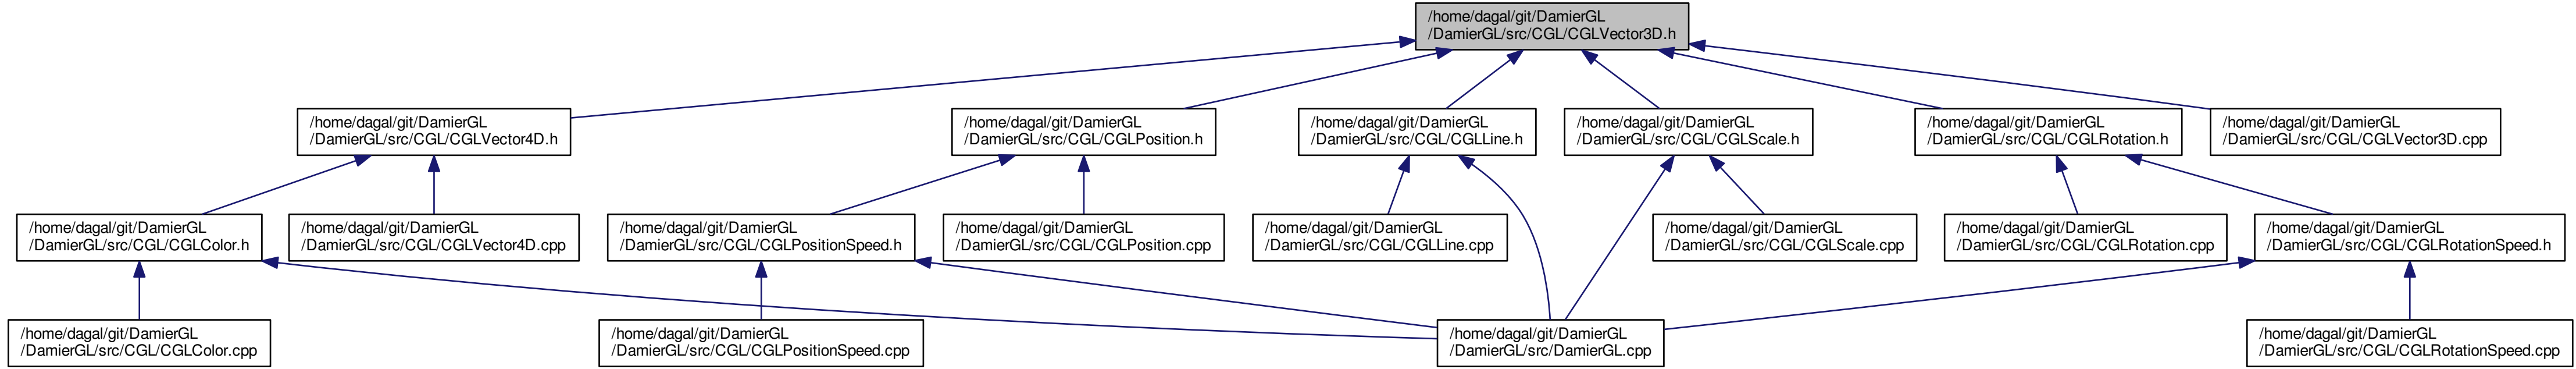 /home/dagal/git/DamierGL
/DamierGL/src/CGL/CGLVector3D.h
/home/dagal/git/DamierGL
/DamierGL/src/CGL/CGLVector4D.h
/home/dagal/git/DamierGL
/DamierGL/src/CGL/CGLPosition.h
/home/dagal/git/DamierGL
/DamierGL/src/CGL/CGLLine.h
/home/dagal/git/DamierGL
/DamierGL/src/CGL/CGLScale.h
/home/dagal/git/DamierGL
/DamierGL/src/CGL/CGLRotation.h
/home/dagal/git/DamierGL
/DamierGL/src/CGL/CGLVector3D.cpp
/home/dagal/git/DamierGL
/DamierGL/src/CGL/CGLColor.h
/home/dagal/git/DamierGL
/DamierGL/src/CGL/CGLVector4D.cpp
/home/dagal/git/DamierGL
/DamierGL/src/CGL/CGLPositionSpeed.h
/home/dagal/git/DamierGL
/DamierGL/src/CGL/CGLPosition.cpp
/home/dagal/git/DamierGL
/DamierGL/src/CGL/CGLLine.cpp
/home/dagal/git/DamierGL
/DamierGL/src/CGL/CGLScale.cpp
/home/dagal/git/DamierGL
/DamierGL/src/CGL/CGLRotation.cpp
/home/dagal/git/DamierGL
/DamierGL/src/CGL/CGLRotationSpeed.h
/home/dagal/git/DamierGL
/DamierGL/src/CGL/CGLColor.cpp
/home/dagal/git/DamierGL
/DamierGL/src/CGL/CGLPositionSpeed.cpp
/home/dagal/git/DamierGL
/DamierGL/src/DamierGL.cpp
/home/dagal/git/DamierGL
/DamierGL/src/CGL/CGLRotationSpeed.cpp